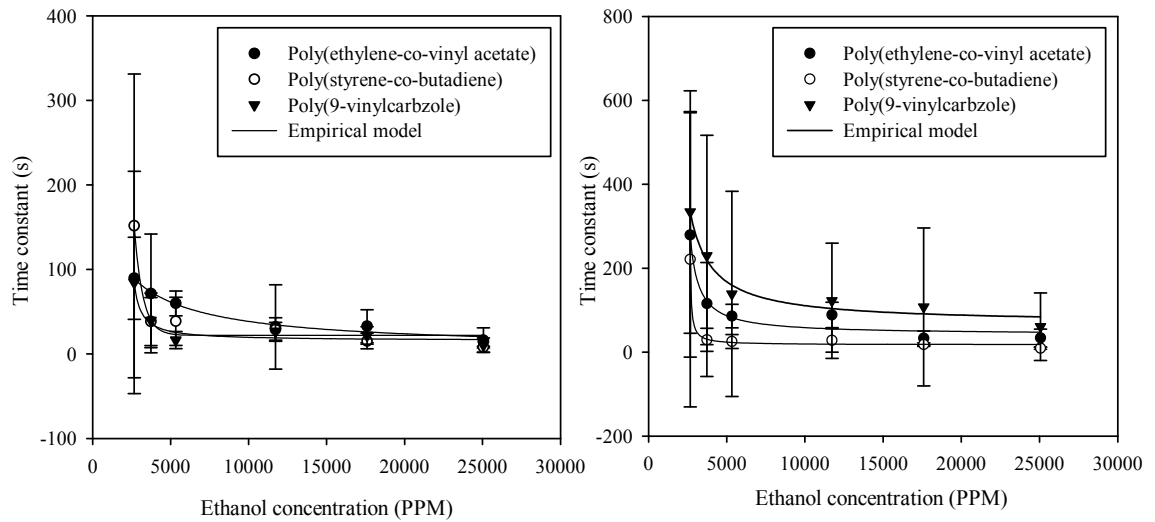 400
300
200
100
0
-100
Time constant (s)
Poly(ethylene-co-vinyl acetate)
Poly(styrene-co-butadiene)
Poly(9-vinylcarbzole)
Empirical model
0 5000 10000 15000 20000 25000 30000
Ethanol concentration (PPM)
800
600
400
200
0
-200
Time constant (s)
Poly(ethylene-co-vinyl acetate)
Poly(styrene-co-butadiene)
Poly(9-vinylcarbzole)
Empirical model
0 5000 10000 15000 20000 25000 30000
Ethanol concentration (PPM)